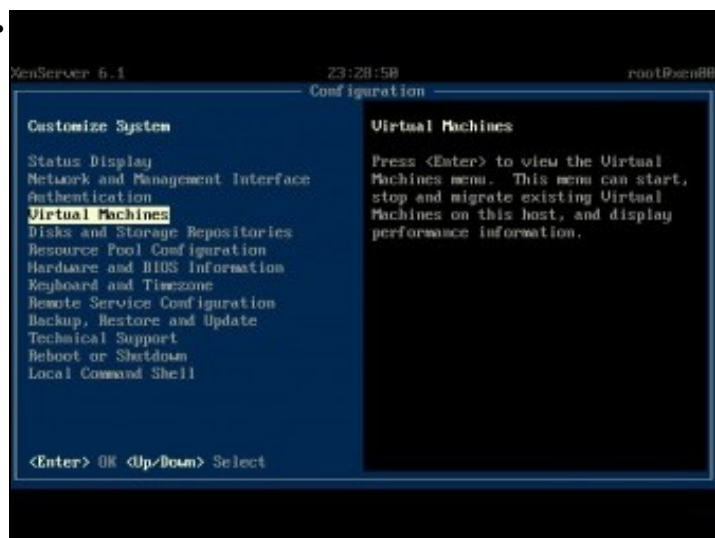 XenServer 6.1 23:28:50 root@xen00
Configuration
Customize System
Status Display
Network and Management Interface
Authentication
Virtual Machines
Disks and Storage Repositories
Resource Pool Configuration
Hardware and BIOS Information
Keyboard and Timezone
Remote Service Configuration
Backup, Restore and Update
Technical Support
Reboot or Shutdown
Local Command Shell
<Enter> OK <Up/Down> Select
Virtual Machines
Press <Enter> to view the Virtual
Machines menu. This menu can start,
stop and migrate existing Virtual
Machines on this host, and display
performance information.